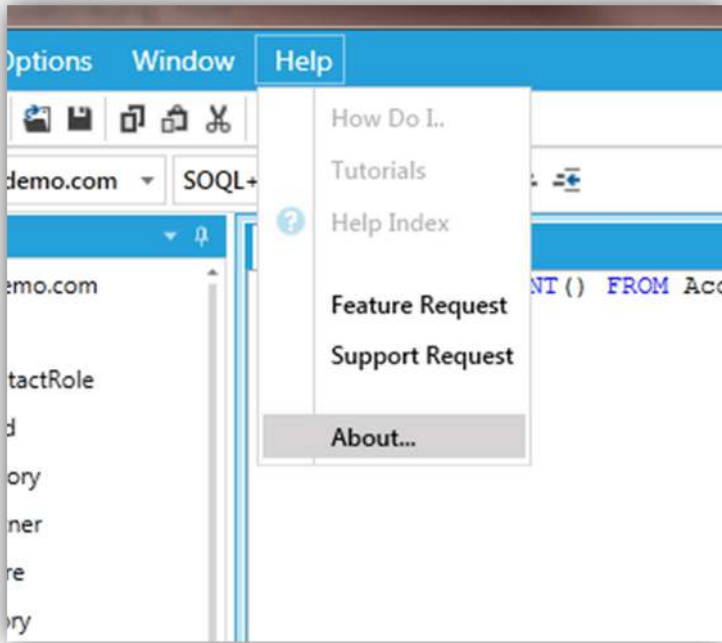 Options Window Help
How Do I..
demo.com SOQL+
Tutorials
Help Index
emo.com
NT() FROM Acc
Feature Request
Support Request
tactRole
d
About...
ory
ner
re
ory